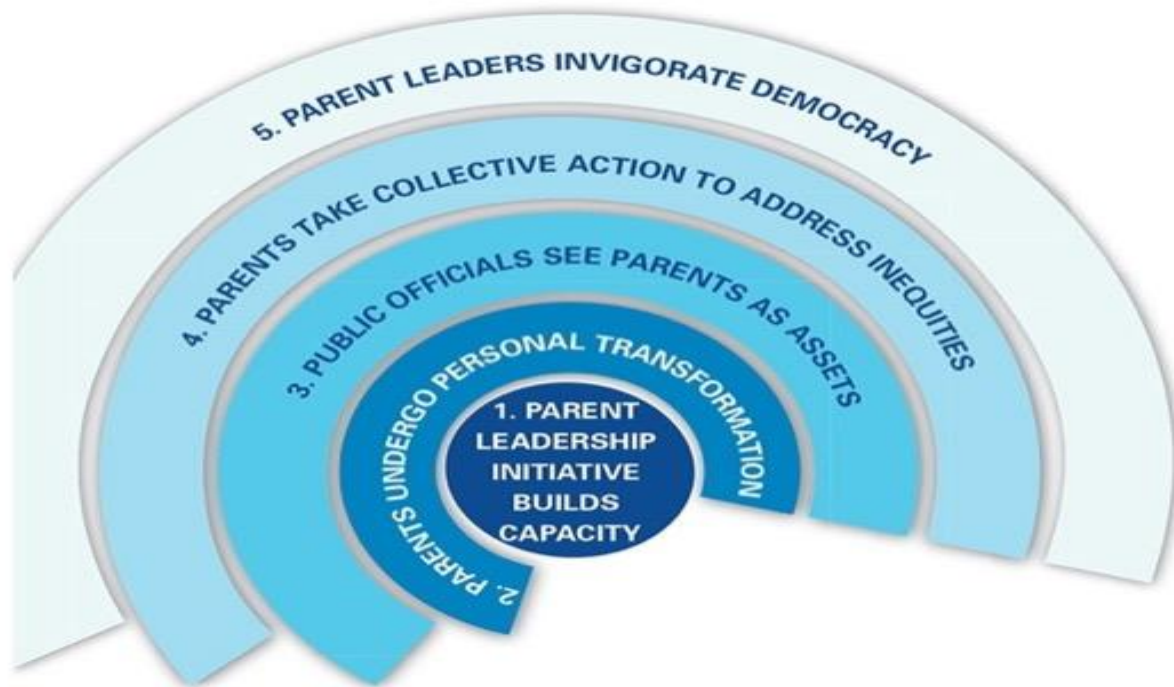 5. PARENT LEADERS INVIGORATE DEMOCRACY
4. PARENTS TAKE COLLECTIVE ACTION TO ADDRESS INEQUITIES
3. PUBLIC OFFICIALS SEE PARENTS AS ASSETS
2. PARENTS UNDERGO PERSONAL TRANSFORMATION
1. PARENT
LEADERSHIP
INITIATIVE
BUILDS
CAPACITY